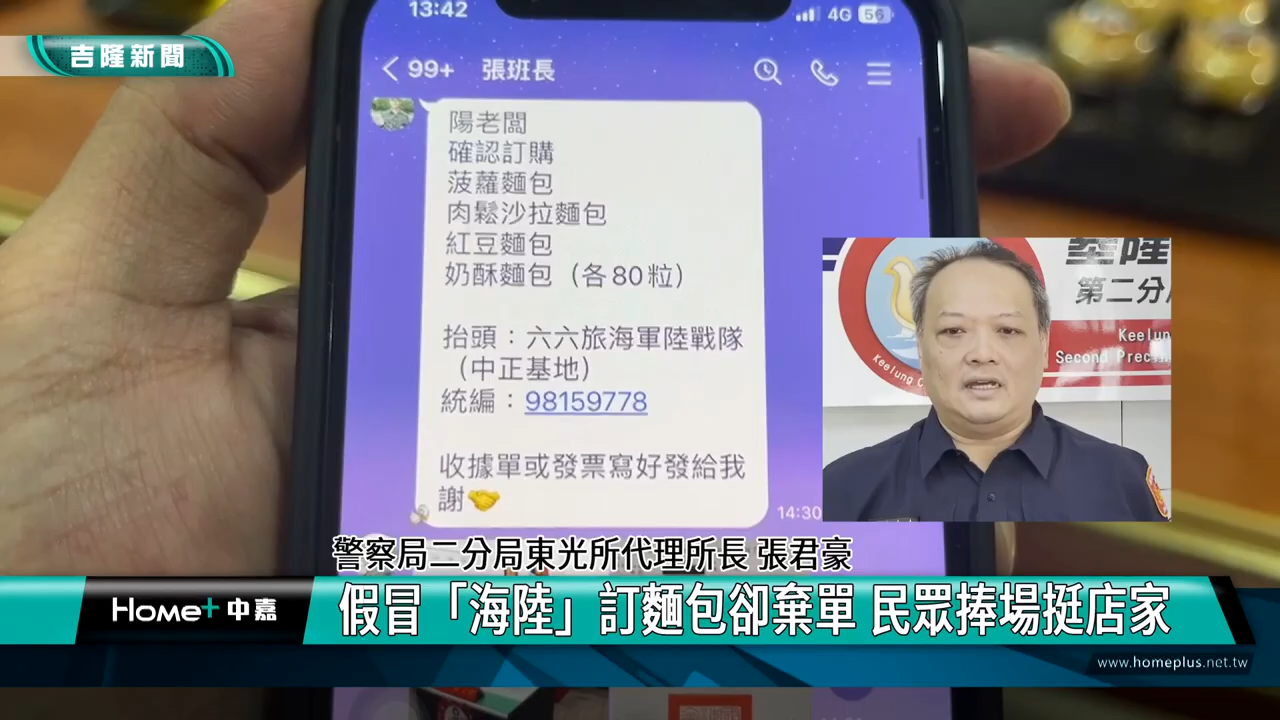 13:42
4G
56
吉隆新聞
99+ 張班長
陽老闆
確認訂購
菠蘿麵包
肉鬆沙拉麵包
紅豆麵包
奶酥麵包（各80粒）
抬頭：六六旅海軍陸戰隊
（中正基地）
統編：98159778
收據單或發票寫好發給我
謝🤝
14:30
基隆
第二分
Keelun
Second Preci
Keelung C
警察局二分局東光所代理所長 張君豪
Home+ 中嘉
假冒「海陸」訂麵包卻棄單 民眾捧場挺店家
www.homeplus.net.tw